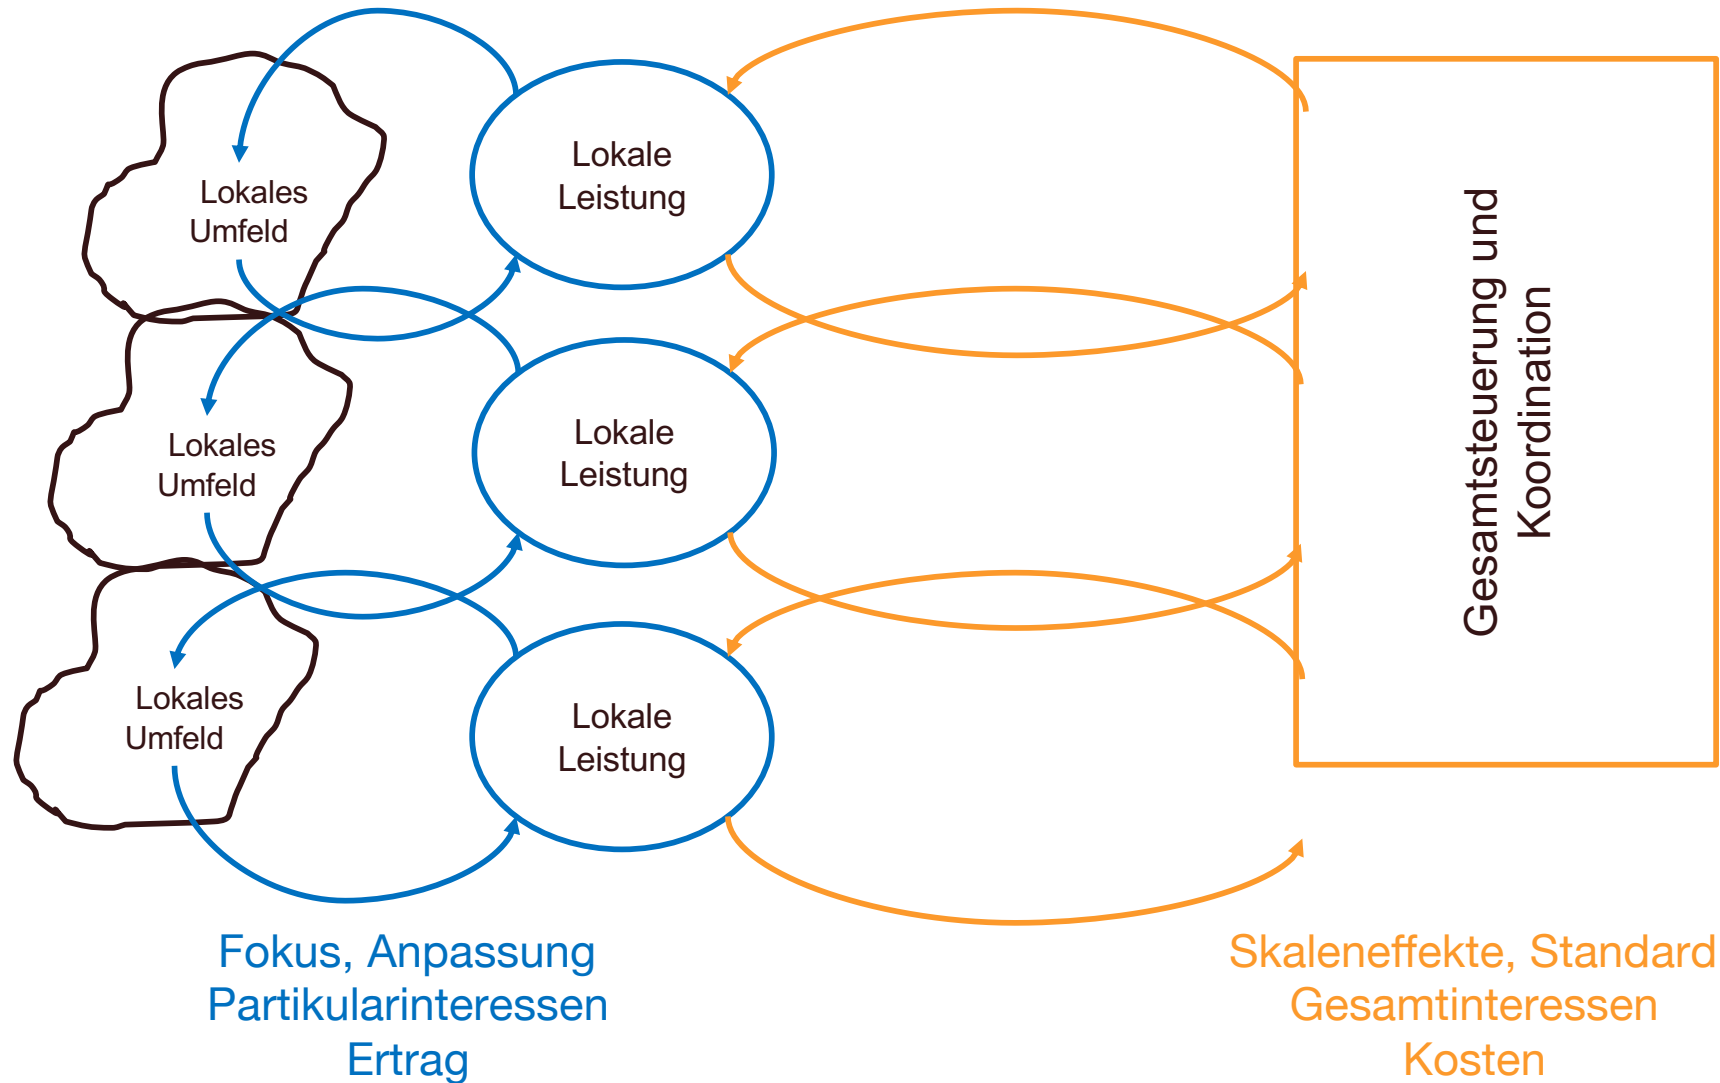 Lokales
Umfeld
Lokale
Leistung
Lokales
Umfeld
Lokale
Leistung
Lokales
Umfeld
Lokale
Leistung
Gesamtsteuerung und
Koordination
Fokus, Anpassung
Partikularinteressen
Ertrag
Skaleneffekte, Standard
Gesamtinteressen
Kosten